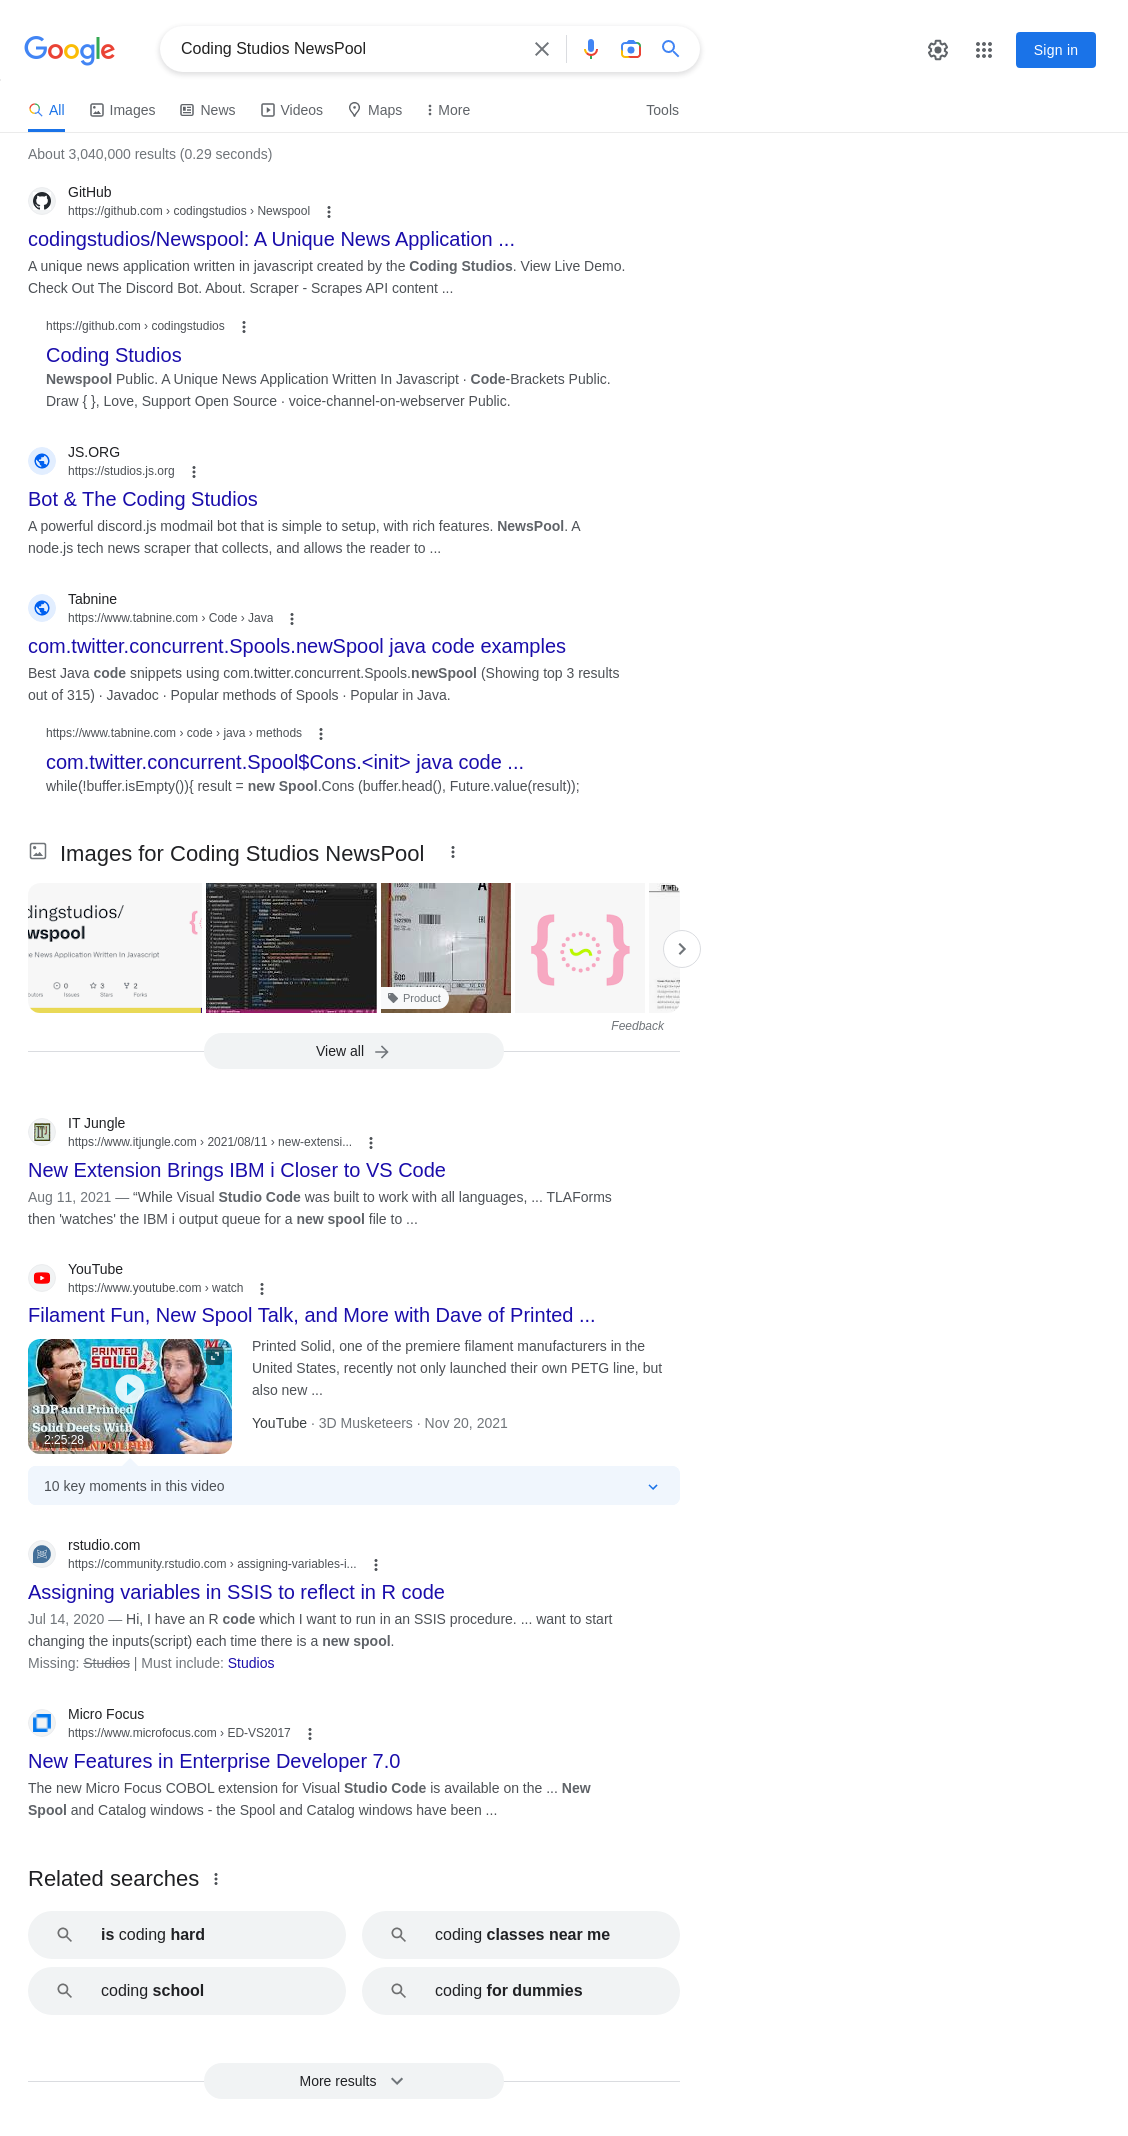 Google
Coding Studios NewsPool
Sign in
All
Images
News
Videos
Maps
More
Tools
About 3,040,000 results (0.29 seconds)
GitHub
https://github.com › codingstudios › Newspool
codingstudios/Newspool: A Unique News Application ...
A unique news application written in javascript created by the Coding Studios. View Live Demo.
Check Out The Discord Bot. About. Scraper - Scrapes API content ...
https://github.com › codingstudios
Coding Studios
Newspool Public. A Unique News Application Written In Javascript · Code-Brackets Public.
Draw { }, Love, Support Open Source · voice-channel-on-webserver Public.
JS.ORG
https://studios.js.org
Bot & The Coding Studios
A powerful discord.js modmail bot that is simple to setup, with rich features. NewsPool. A
node.js tech news scraper that collects, and allows the reader to ...
Tabnine
https://www.tabnine.com › Code › Java
com.twitter.concurrent.Spools.newSpool java code examples
Best Java code snippets using com.twitter.concurrent.Spools.newSpool (Showing top 3 results
out of 315) · Javadoc · Popular methods of Spools · Popular in Java.
https://www.tabnine.com › code › java › methods
com.twitter.concurrent.Spool$Cons.<init> java code ...
while(!buffer.isEmpty()){ result = new Spool.Cons (buffer.head(), Future.value(result));
Images for Coding Studios NewsPool
dingstudios/
wspool
e News Application Written In Javascript
0
3
2
utors
Issues
Stars
Forks
Product
Feedback
View all
IT Jungle
https://www.itjungle.com › 2021/08/11 › new-extensi...
New Extension Brings IBM i Closer to VS Code
Aug 11, 2021 — “While Visual Studio Code was built to work with all languages, ... TLAForms
then 'watches' the IBM i output queue for a new spool file to ...
YouTube
https://www.youtube.com › watch
Filament Fun, New Spool Talk, and More with Dave of Printed ...
PRINTED
SOLID
MA
3DP and Printed
Solid Deets With
2:25:28
Printed Solid, one of the premiere filament manufacturers in the
United States, recently not only launched their own PETG line, but
also new ...
YouTube · 3D Musketeers · Nov 20, 2021
10 key moments in this video
rstudio.com
https://community.rstudio.com › assigning-variables-i...
Assigning variables in SSIS to reflect in R code
Jul 14, 2020 — Hi, I have an R code which I want to run in an SSIS procedure. ... want to start
changing the inputs(script) each time there is a new spool.
Missing: Studios | Must include: Studios
Micro Focus
https://www.microfocus.com › ED-VS2017
New Features in Enterprise Developer 7.0
The new Micro Focus COBOL extension for Visual Studio Code is available on the ... New
Spool and Catalog windows - the Spool and Catalog windows have been ...
Related searches
is coding hard
coding classes near me
coding school
coding for dummies
More results